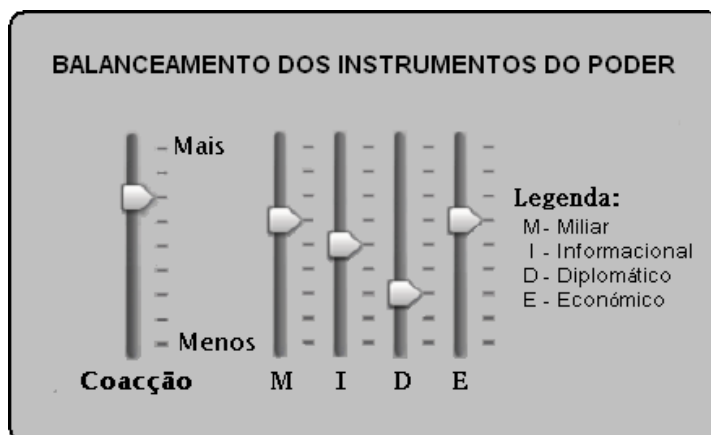 BALANCEAMENTO DOS INSTRUMENTOS DO PODER
Mais
Menos
Coacção
M I D E
Legenda:
M - Miliar
I - Informacional
D - Diplomático
E - Económico